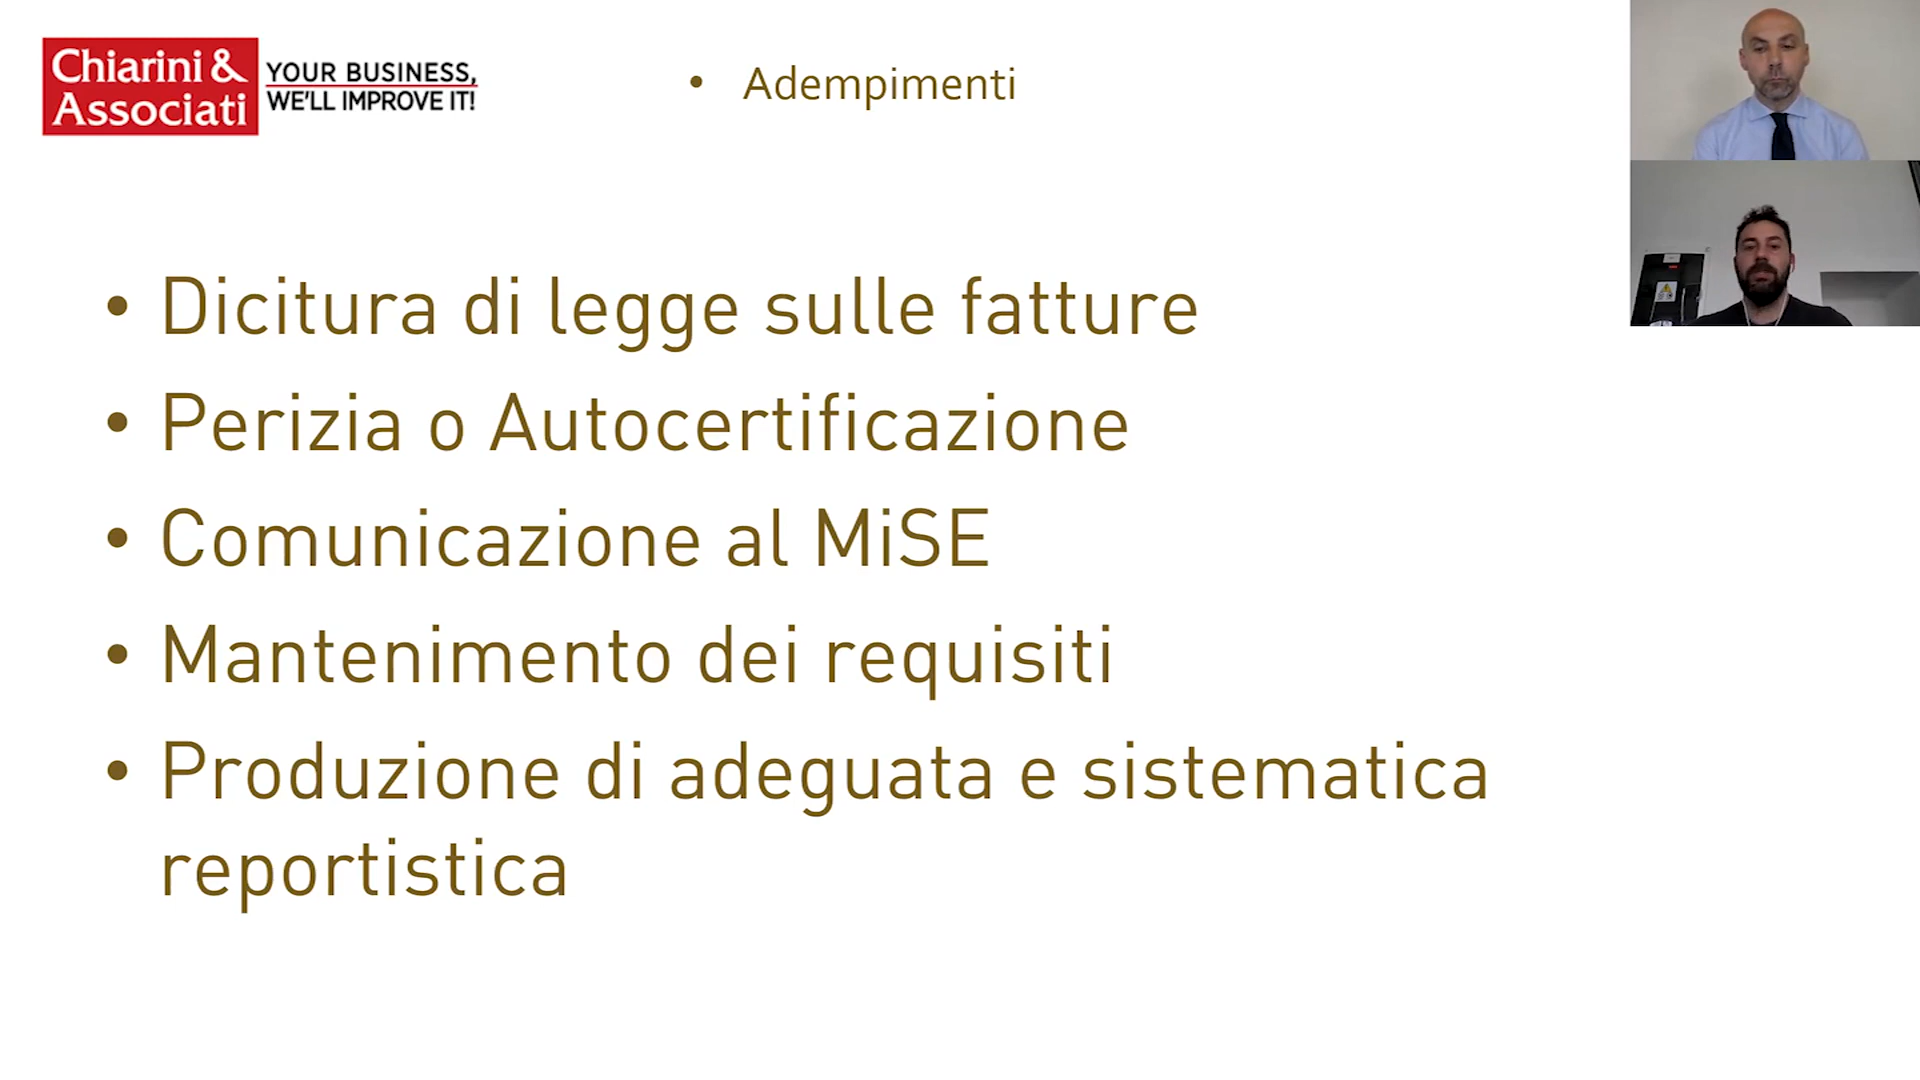 Chiarini &
Associati
YOUR BUSINESS,
WE'LL IMPROVE IT!
• Adempimenti
• Dicitura di legge sulle fatture
• Perizia o Autocertificazione
• Comunicazione al MiSE
• Mantenimento dei requisiti
• Produzione di adeguata e sistematica
reportistica